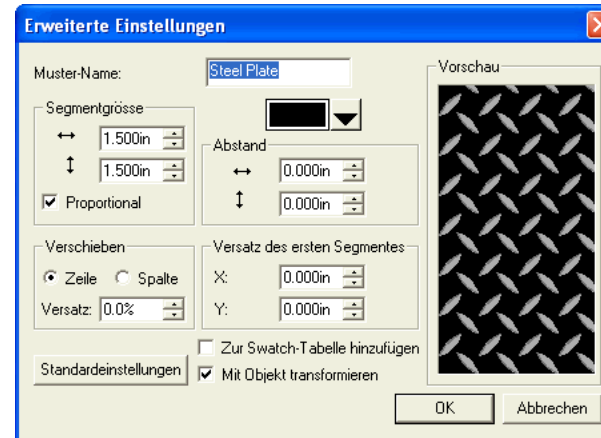 Erweiterte Einstellungen
Muster-Name: Steel Plate
Segmentgrösse
1.500in
1.500in
Proportional
Abstand
0.000in
0.000in
Verschieben
Zeile Spalte
Versatz: 0.0%
Versatz des ersten Segmentes
X: 0.000in
Y: 0.000in
Standardeinstellungen
Zur Swatch-Tabelle hinzufügen
Mit Objekt transformieren
Vorschau
OK Abbrechen